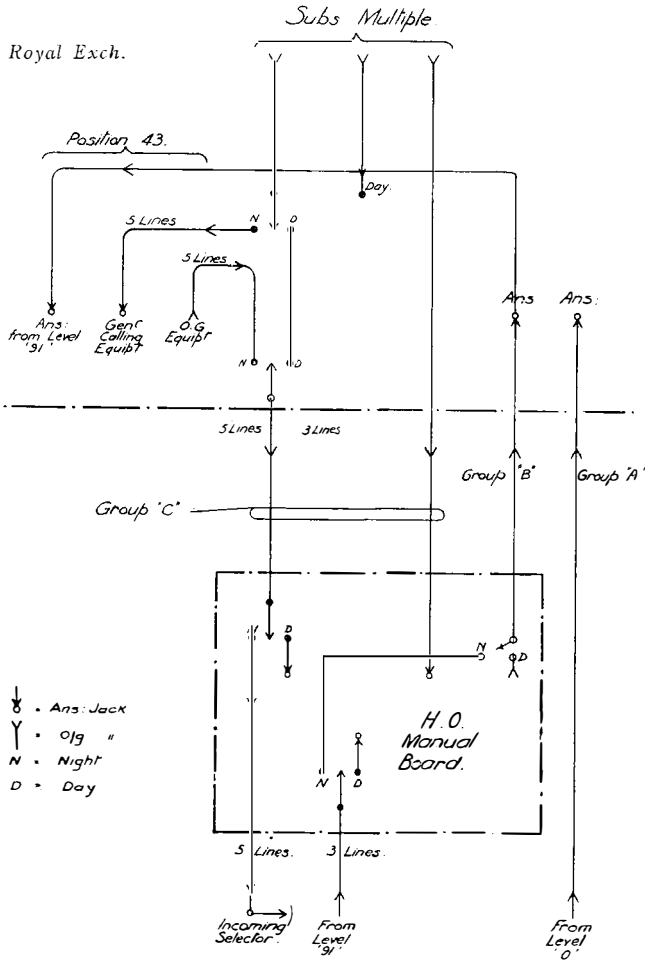 Subs Multiple.
Royal Exch.
Position 43.
Day.
5 Lines
N
D
5 Lines
Ans
Ans:
Ans:
from Level
'91'
Genl
Calling
Equipt
O.G
Equipt
N
D
5 Lines
3 Lines
Group "B"
Group "A"
Group "C"
D
N
D
H.O.
Manual
Board.
N
D
= Ans: Jack
= O/g "
N = Night
D = Day
5 Lines.
3 Lines.
Incoming
Selector.
From
Level
'91'
From
Level
'0'